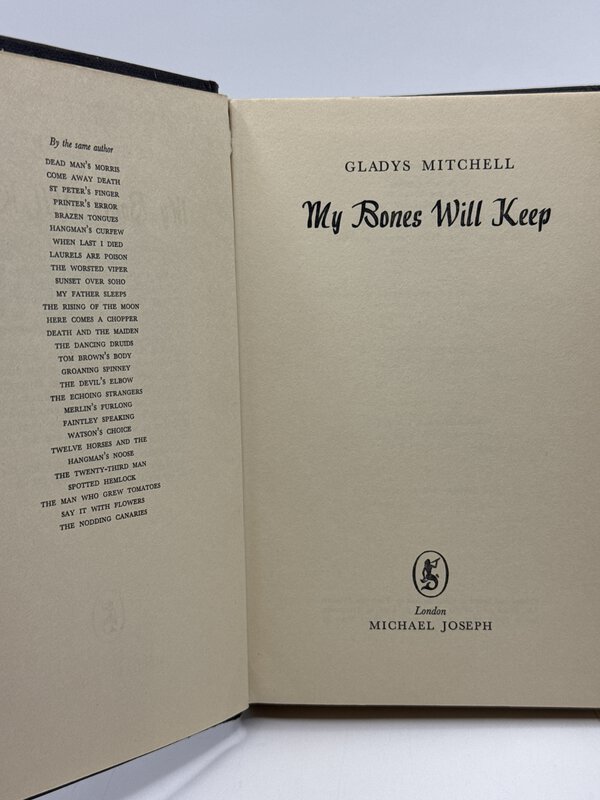 By the same author
DEAD MAN'S MORRIS
COME AWAY DEATH
ST PETER'S FINGER
PRINTER'S ERROR
BRAZEN TONGUES
HANGMAN'S CURFEW
WHEN LAST I DIED
LAURELS ARE POISON
THE WORSTED VIPER
SUNSET OVER SOHO
MY FATHER SLEEPS
THE RISING OF THE MOON
HERE COMES A CHOPPER
DEATH AND THE MAIDEN
THE DANCING DRUIDS
TOM BROWN'S BODY
GROANING SPINNEY
THE DEVIL'S ELBOW
THE ECHOING STRANGERS
MERLIN'S FURLONG
FAINTLEY SPEAKING
WATSON'S CHOICE
TWELVE HORSES AND THE
HANGMAN'S NOOSE
THE TWENTY-THIRD MAN
SPOTTED HEMLOCK
THE MAN WHO GREW TOMATOES
SAY IT WITH FLOWERS
THE NODDING CANARIES
GLADYS MITCHELL
My Bones Will Keep
London
MICHAEL JOSEPH